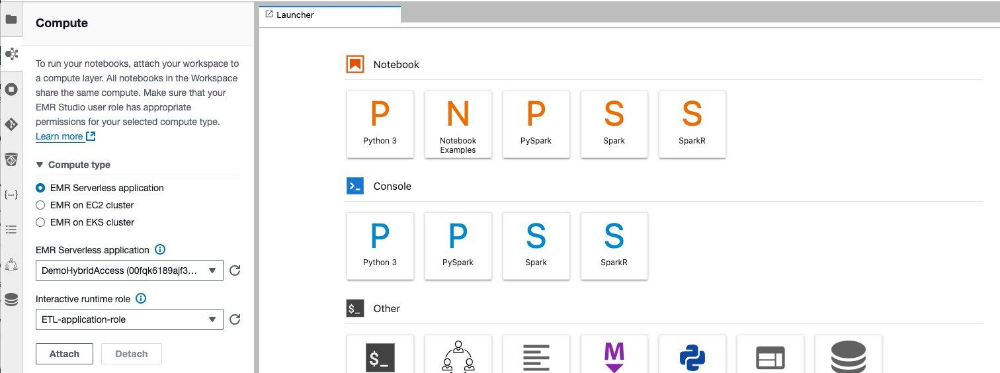 Compute
To run your notebooks, attach your workspace to
a compute layer. All notebooks in the Workspace
share the same compute. Make sure that your
EMR Studio user role has appropriate
permissions for your selected compute type.
Learn more
Compute type
EMR Serverless application
EMR on EC2 cluster
EMR on EKS cluster
EMR Serverless application
DemoHybridAccess (00fqk6189ajf3...
Interactive runtime role
ETL-application-role
Attach Detach
Launcher
Notebook
P N P S S
Python 3 Notebook PySpark Spark SparkR
Examples
Console
P P S S
Python 3 PySpark Spark SparkR
$_ Other
$_ M